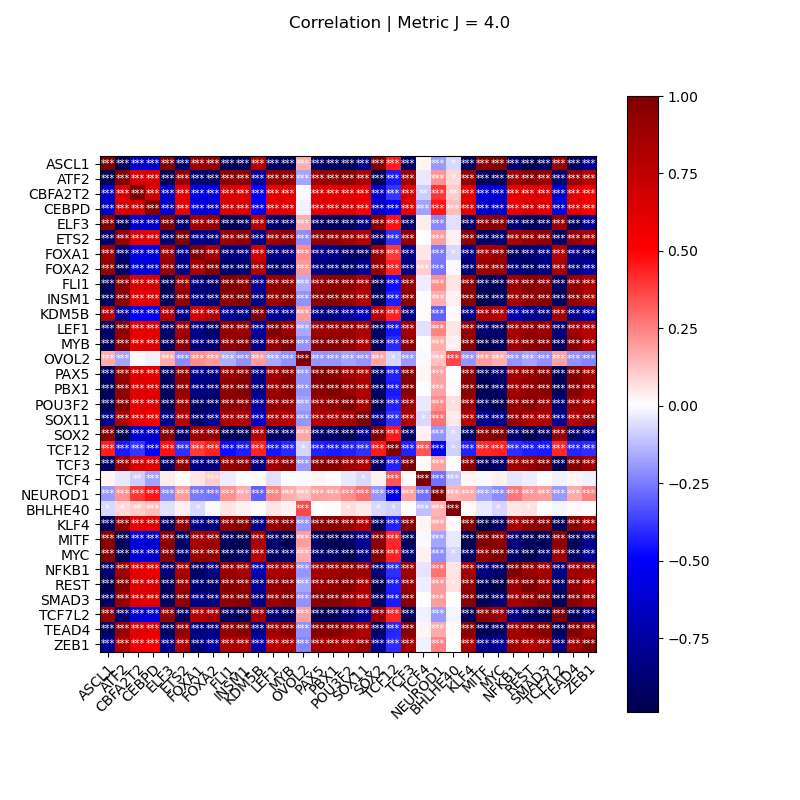 Correlation | Metric J = 4.0
ASCL1
ATF2
CBFA2T2
CEBPD
ELF3
ETS2
FOXA1
FOXA2
FLI1
INSM1
KDM5B
LEF1
MYB
OVOL2
PAX5
PBX1
POU3F2
SOX11
SOX2
TCF12
TCF3
TCF4
NEUROD1
BHLHE40
KLF4
MITF
MYC
NFKB1
REST
SMAD3
TCF7L2
TEAD4
ZEB1
ASCL1
ATF2
CBFA2T2
CEBPD
ELF3
ETS2
FOXA1
FOXA2
FLI1
INSM1
KDM5B
LEF1
MYB
OVOL2
PAX5
PBX1
POU3F2
SOX11
SOX2
TCF12
TCF3
TCF4
NEUROD1
BHLHE40
KLF4
MITF
MYC
NFKB1
REST
SMAD3
TCF7L2
TEAD4
ZEB1
1.00
0.75
0.50
0.25
0.00
−0.25
−0.50
−0.75